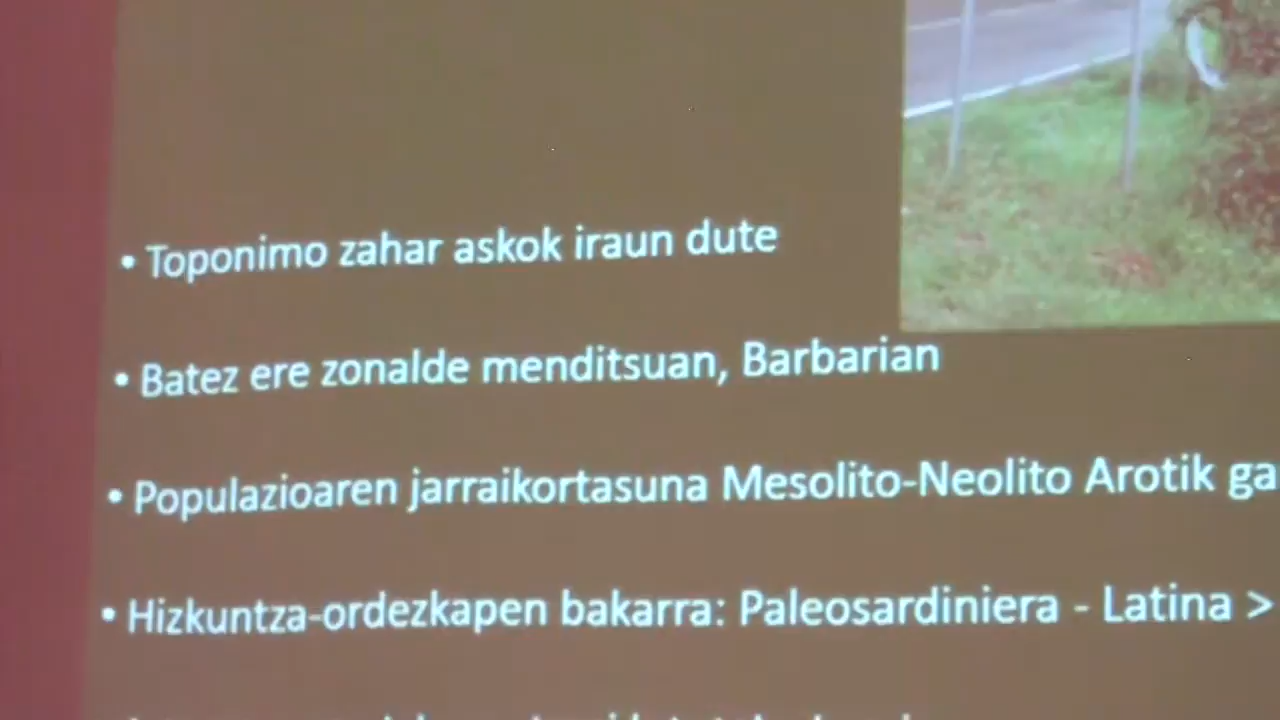 • Toponimo zahar askok iraun dute
• Batez ere zonalde menditsuan, Barbarian
• Populazioaren jarraikortasuna Mesolito-Neolito Arotik
• Hizkuntza-ordezkapen bakarra: Paleosardiniera - Latina >